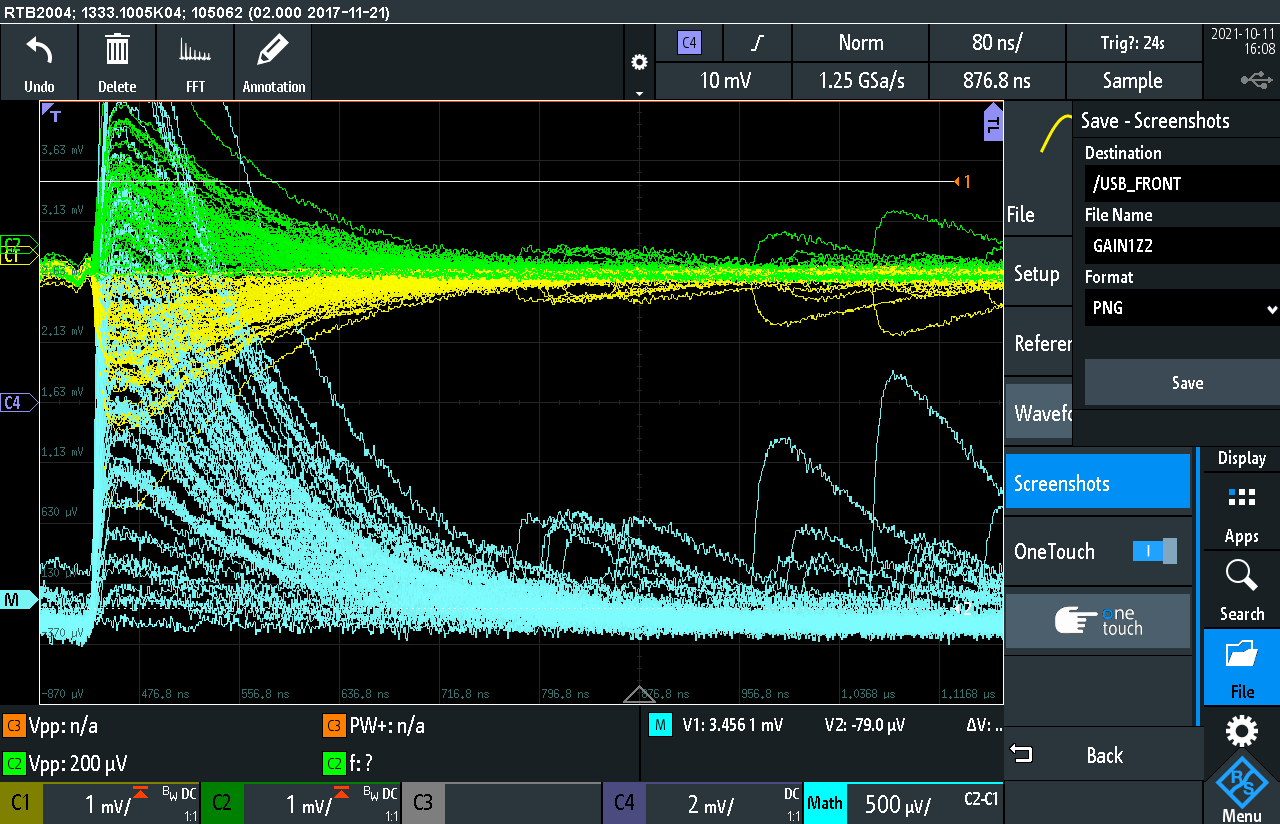 RTB2004; 1333.1005K04; 105062 (02.000 2017-11-21)
Undo
Delete
FFT
Annotation
C4
Norm
80 ns/
Trig?: 24s
2021-10-11
16:08
10 mV
1.25 GSa/s
876.8 ns
Sample
T
TL
3.63 mV
3.13 mV
2.13 mV
1.63 mV
1.13 mV
630 µV
130 µV
-870 µV
476.8 ns
556.8 ns
636.8 ns
716.8 ns
796.8 ns
876.8 ns
956.8 ns
1.0368 µs
1.1168 µs
1
2
C2
C1
C4
M
Save - Screenshots
Destination
/USB_FRONT
File Name
GAIN1Z2
Format
PNG
Save
File
Setup
Refere
Wavef
Screenshots
OneTouch
I
one
touch
Back
Display
Apps
Search
File
R&S
Menu
C3 Vpp: n/a
C3 PW+: n/a
M V1: 3.456 1 mV V2: -79.0 µV ΔV: ..
C2 Vpp: 200 µV
C2 f: ?
C1 1 mV/ BW DC 1:1
C2 1 mV/ BW DC 1:1
C3
C4 2 mV/ DC 1:1
Math 500 µV/ C2-C1